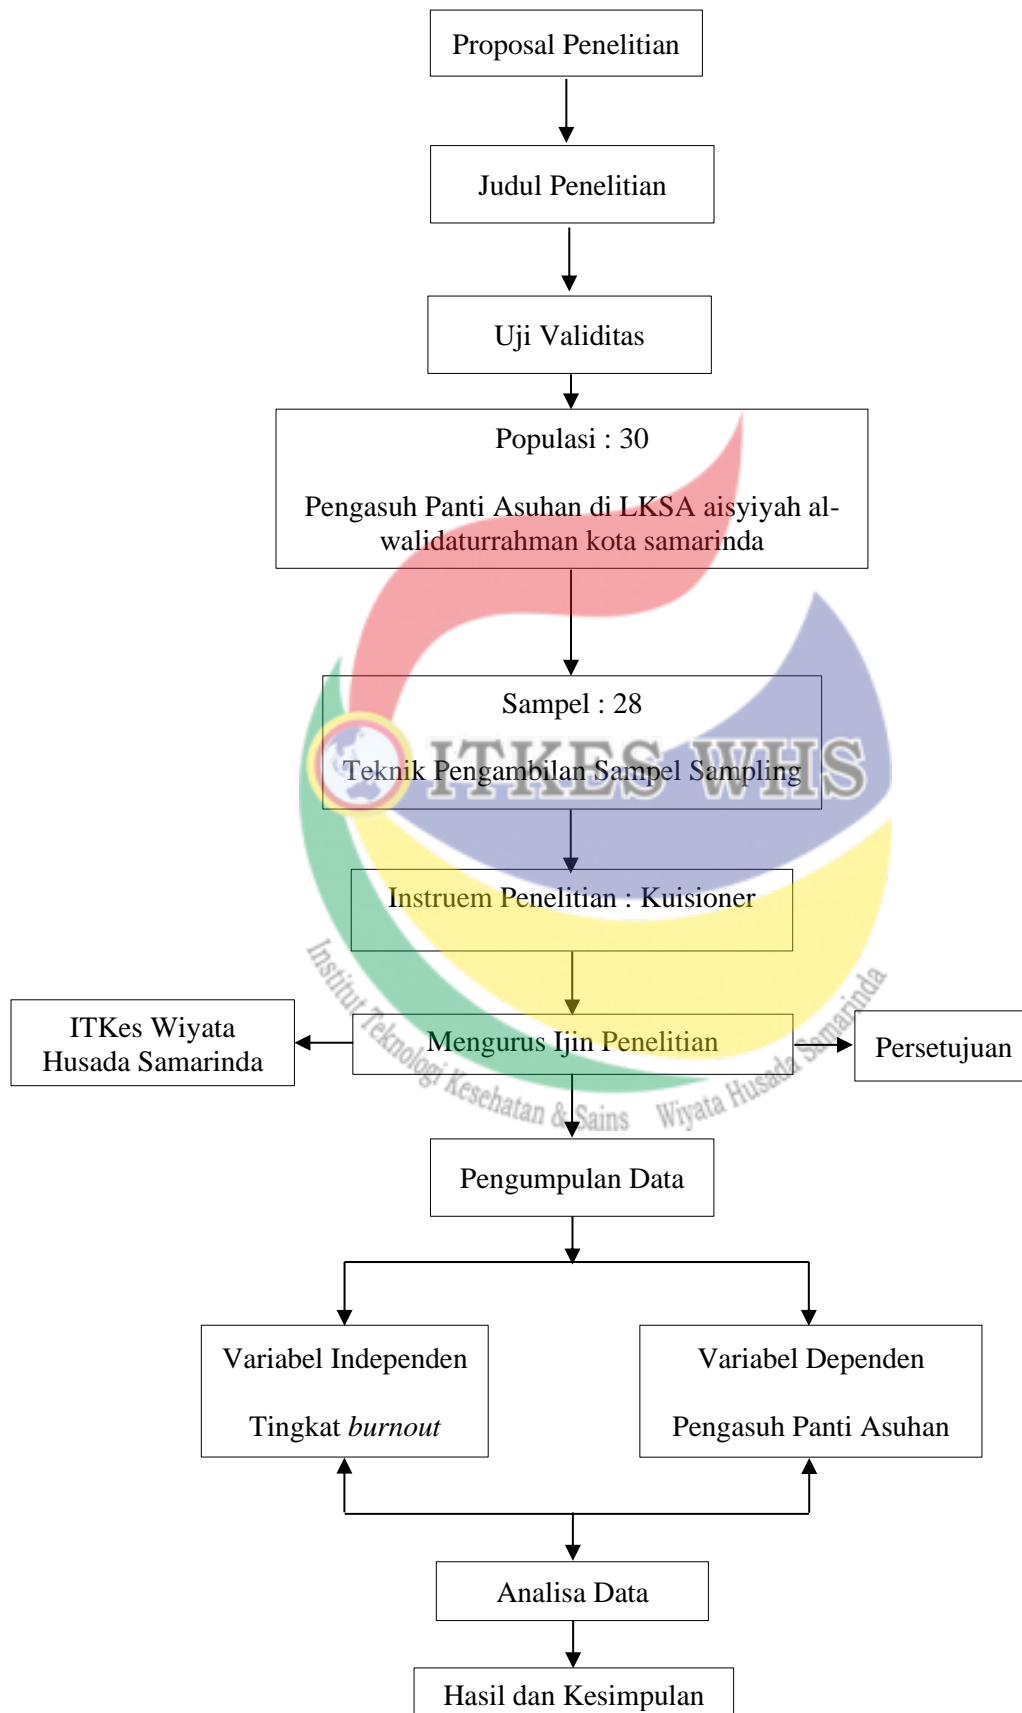 Proposal Penelitian
Judul Penelitian
Uji Validitas
Populasi : 30
Pengasuh Panti Asuhan di LKSA aisyiyah al-
walidaturrahman kota samarinda
Sampel : 28
Teknik Pengambilan Sampel Sampling
ITKES WHS
Instruem Penelitian : Kuisioner
Institut Teknologi Kesehatan & Sains Wiyata Husada Samarinda
ITKes Wiyata
Husada Samarinda
Mengurus Ijin Penelitian
Persetujuan
Pengumpulan Data
Variabel Independen
Tingkat burnout
Variabel Dependen
Pengasuh Panti Asuhan
Analisa Data
Hasil dan Kesimpulan